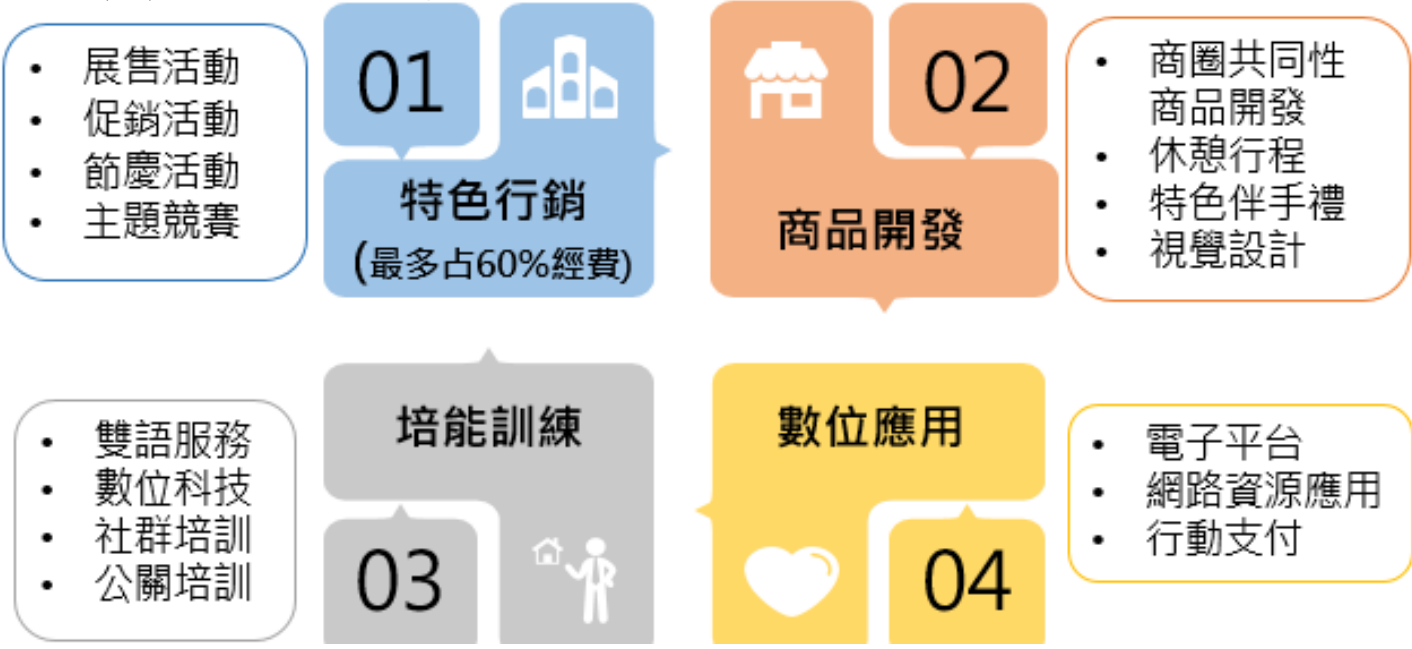 • 展售活動
• 促銷活動
• 節慶活動
• 主題競賽
01
特色行銷
(最多占60%經費)
02
商品開發
• 商圈共同性
商品開發
• 休憩行程
• 特色伴手禮
• 視覺設計
• 雙語服務
• 數位科技
• 社群培訓
• 公關培訓
培能訓練
03
數位應用
04
• 電子平台
• 網路資源應用
• 行動支付